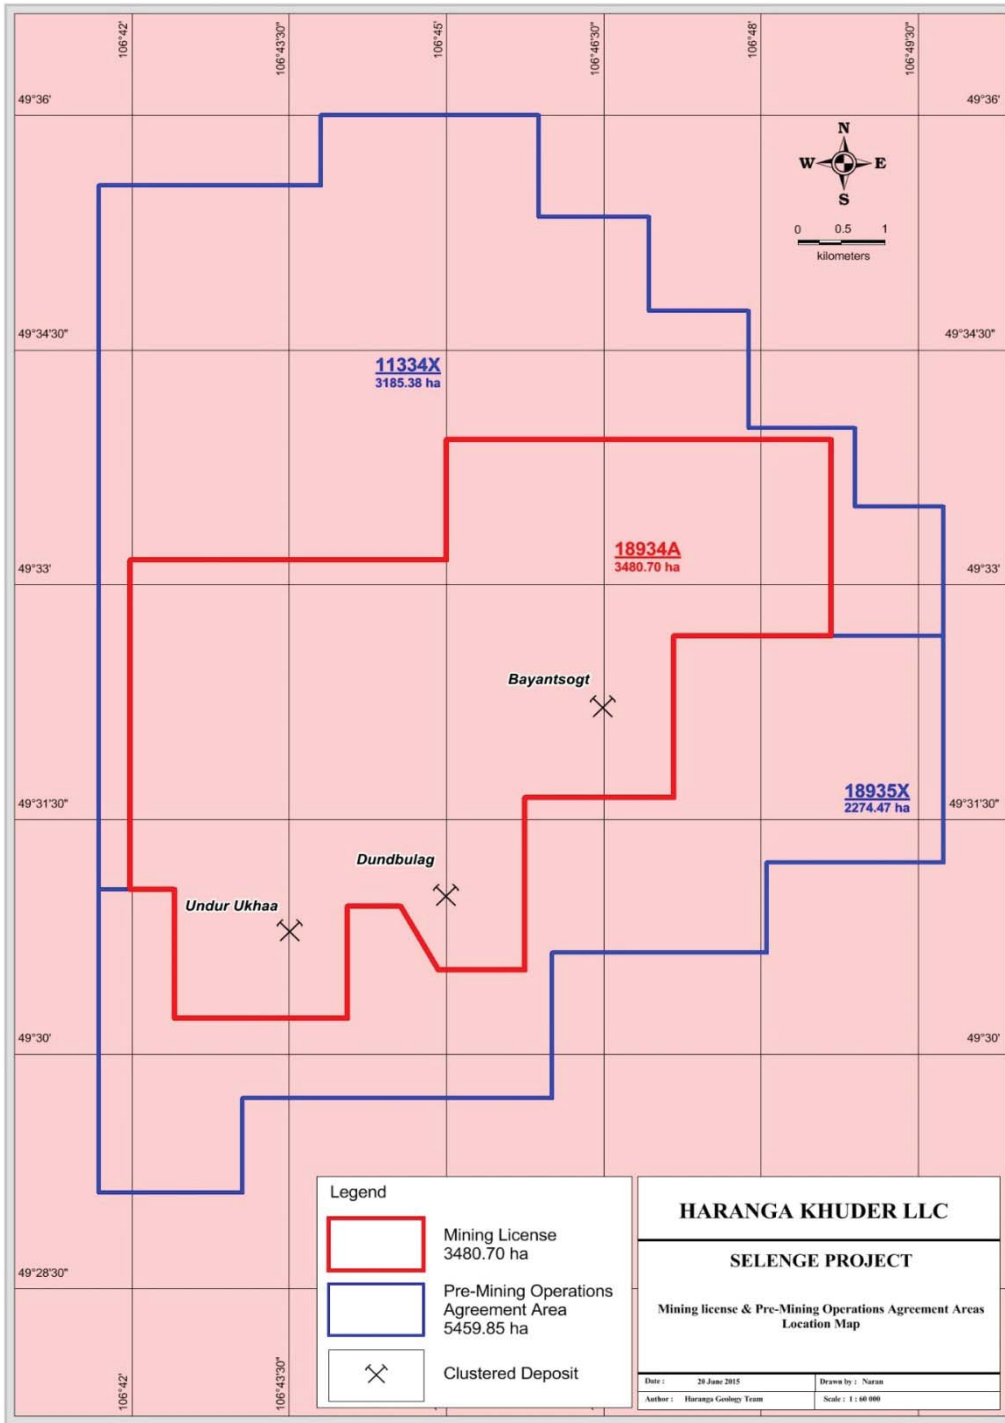 106°42'
106°43'30"
106°45'
106°46'30"
106°48'
106°49'30"
49°36'
49°36'
N
W E
S
0 0.5 1
kilometers
49°34'30"
49°34'30"
11334X
3185.38 ha
18934A
3480.70 ha
49°33'
49°33'
Bayantsogt
18935X
2274.47 ha
49°31'30"
49°31'30"
Dundbulag
Undur Ukhaa
49°30'
49°30'
49°28'30"
106°42'
106°43'30"
Legend
Mining License
3480.70 ha
Pre-Mining Operations
Agreement Area
5459.85 ha
Clustered Deposit
HARANGA KHUDER LLC
SELENGE PROJECT
Mining license & Pre-Mining Operations Agreement Areas
Location Map
Date : 20 June 2015 Drawn by : Naran
Author : Haranga Geology Team Scale : 1 : 60 000